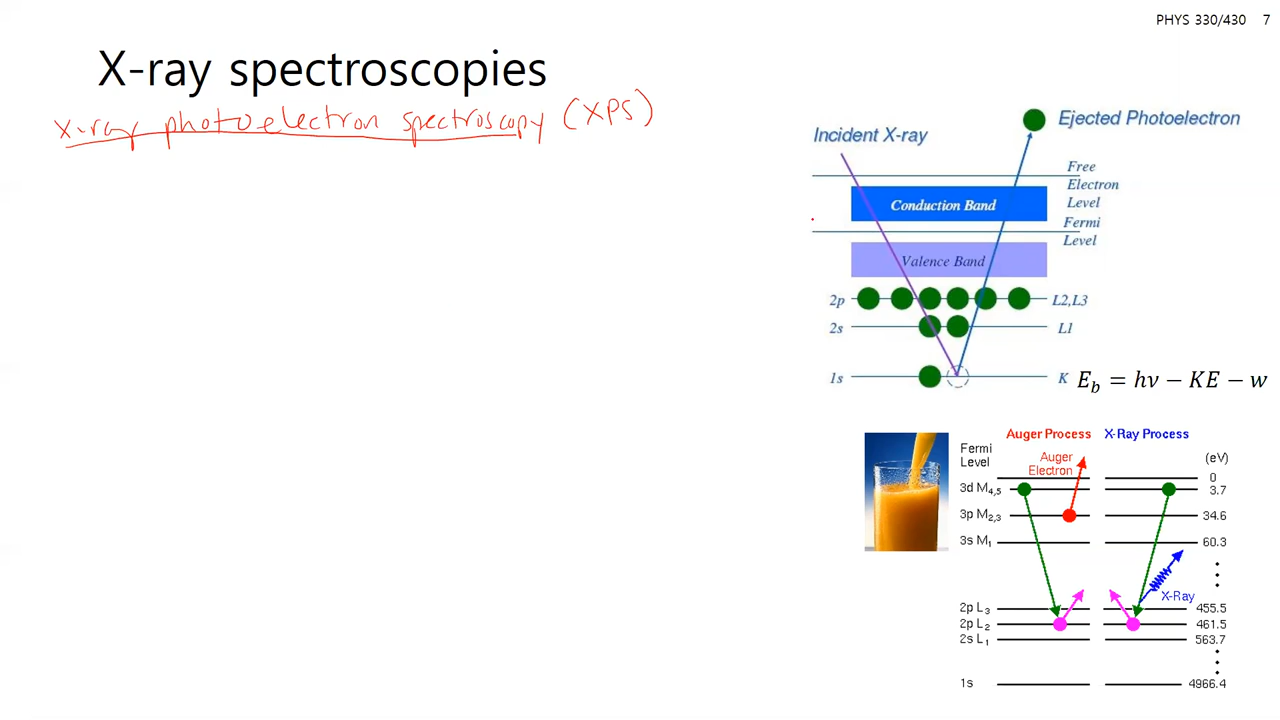 PHYS 330/430 7
X-ray spectroscopies
X-ray photoelectron spectroscopy (XPS)
Incident X-ray
Ejected Photoelectron
Free
Electron
Level
Conduction Band
Fermi
Level
Valence Band
2p L2,L3
2s L1
1s K
E_b = hν − KE − w
Auger Process X-Ray Process
Fermi
Level
Auger
Electron
(eV)
0
3d M4,5 3.7
3p M2,3 34.6
3s M1 60.3
X-Ray
2p L3 455.5
2p L2 461.5
2s L1 563.7
1s 4966.4